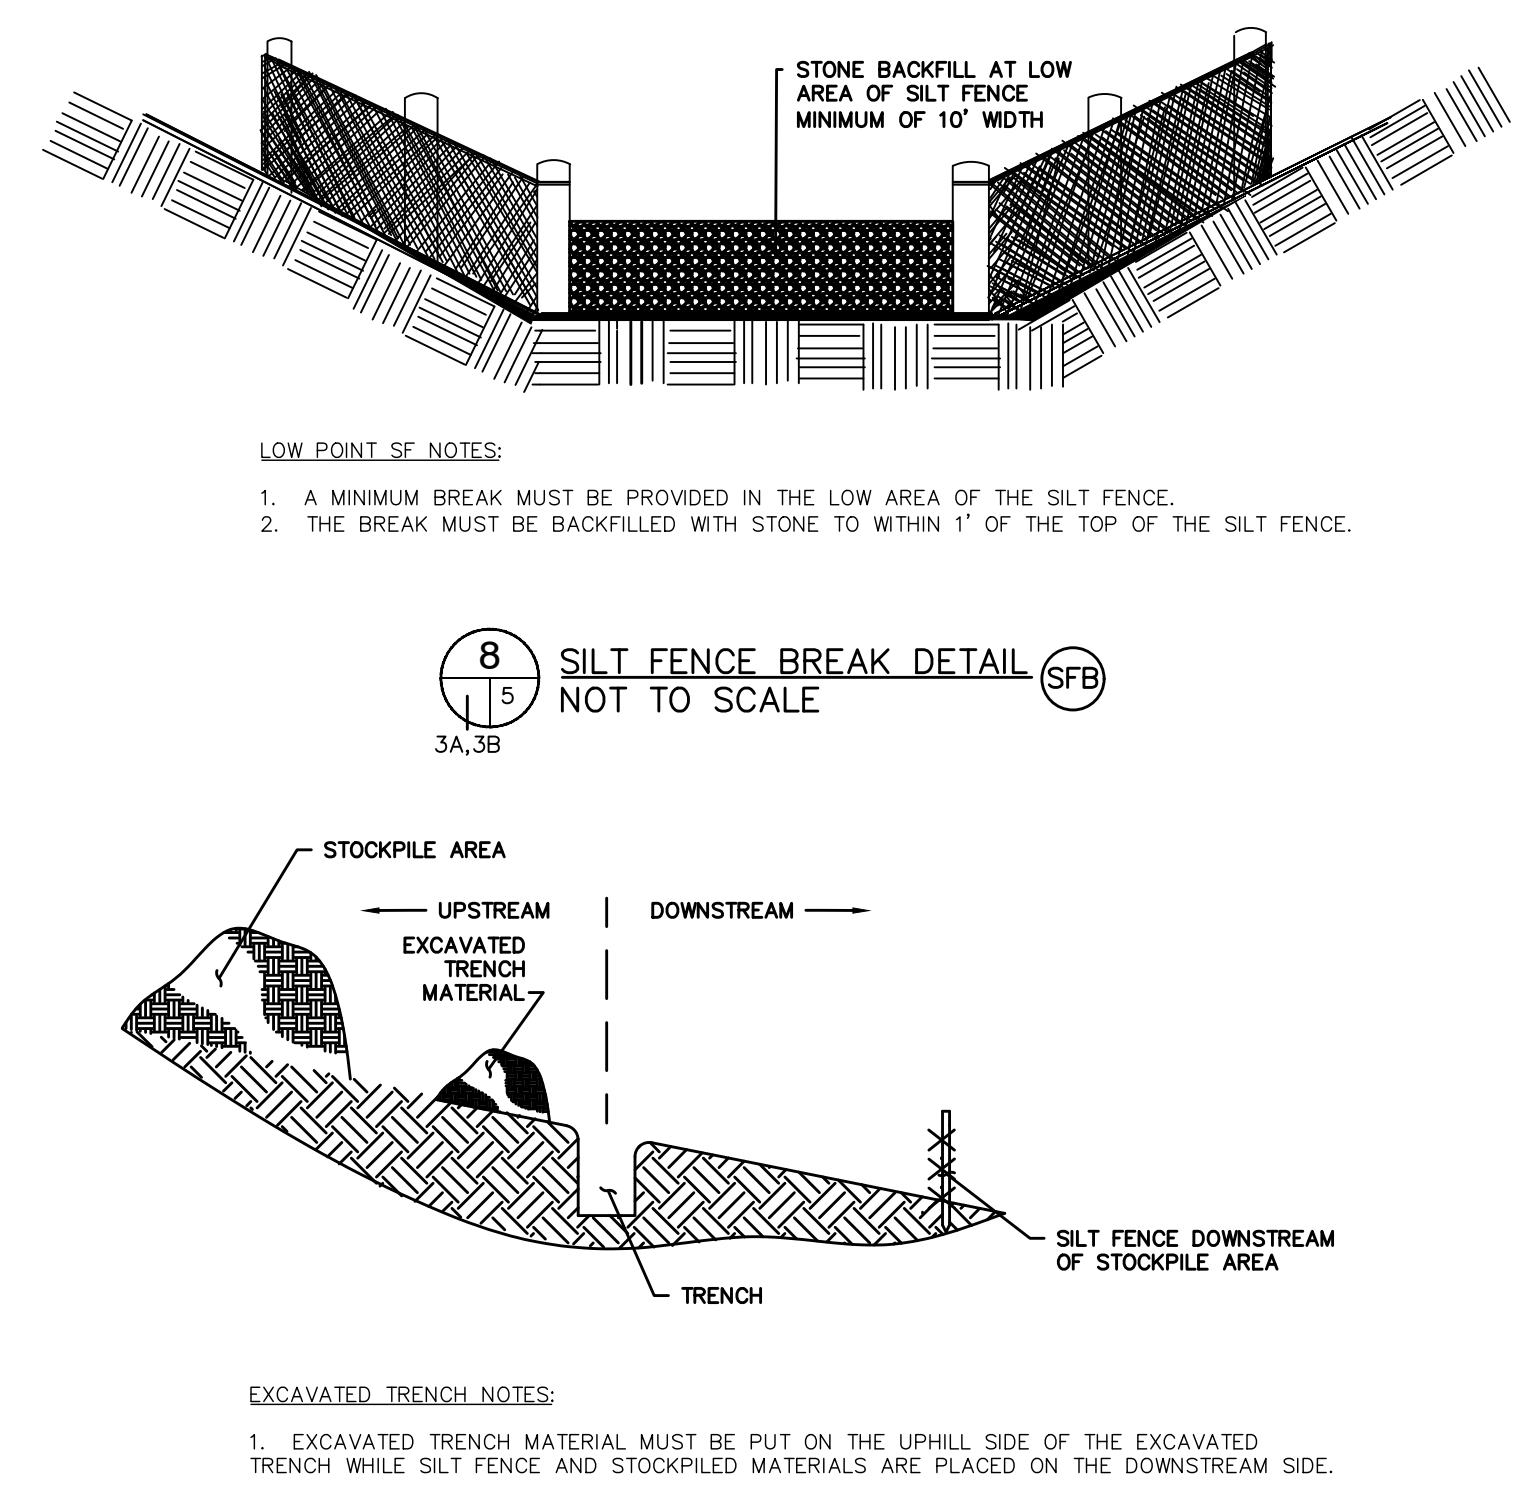 STONE BACKFILL AT LOW
AREA OF SILT FENCE
MINIMUM OF 10' WIDTH
LOW POINT SF NOTES:
1. A MINIMUM BREAK MUST BE PROVIDED IN THE LOW AREA OF THE SILT FENCE.
2. THE BREAK MUST BE BACKFILLED WITH STONE TO WITHIN 1' OF THE TOP OF THE SILT FENCE.
8
5
3A,3B
SILT FENCE BREAK DETAIL
NOT TO SCALE
SFB
STOCKPILE AREA
UPSTREAM
DOWNSTREAM
EXCAVATED
TRENCH
MATERIAL
SILT FENCE DOWNSTREAM
OF STOCKPILE AREA
TRENCH
EXCAVATED TRENCH NOTES:
1. EXCAVATED TRENCH MATERIAL MUST BE PUT ON THE UPHILL SIDE OF THE EXCAVATED
TRENCH WHILE SILT FENCE AND STOCKPILED MATERIALS ARE PLACED ON THE DOWNSTREAM SIDE.